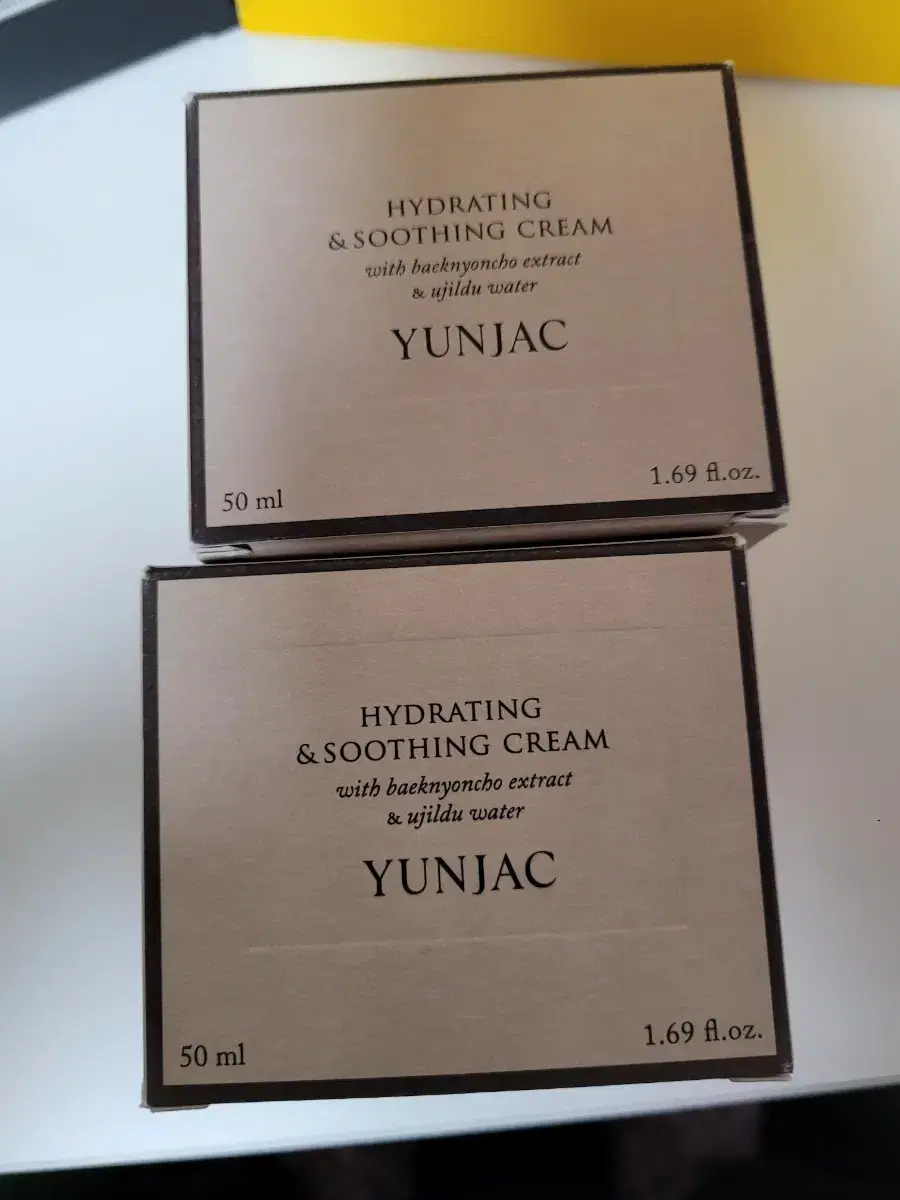 HYDRATING
& SOOTHING CREAM
with baeknyoncho extract
& ujildu water
YUNJAC
50 ml
1.69 fl.oz.
HYDRATING
& SOOTHING CREAM
with baeknyoncho extract
& ujildu water
YUNJAC
50 ml
1.69 fl.oz.